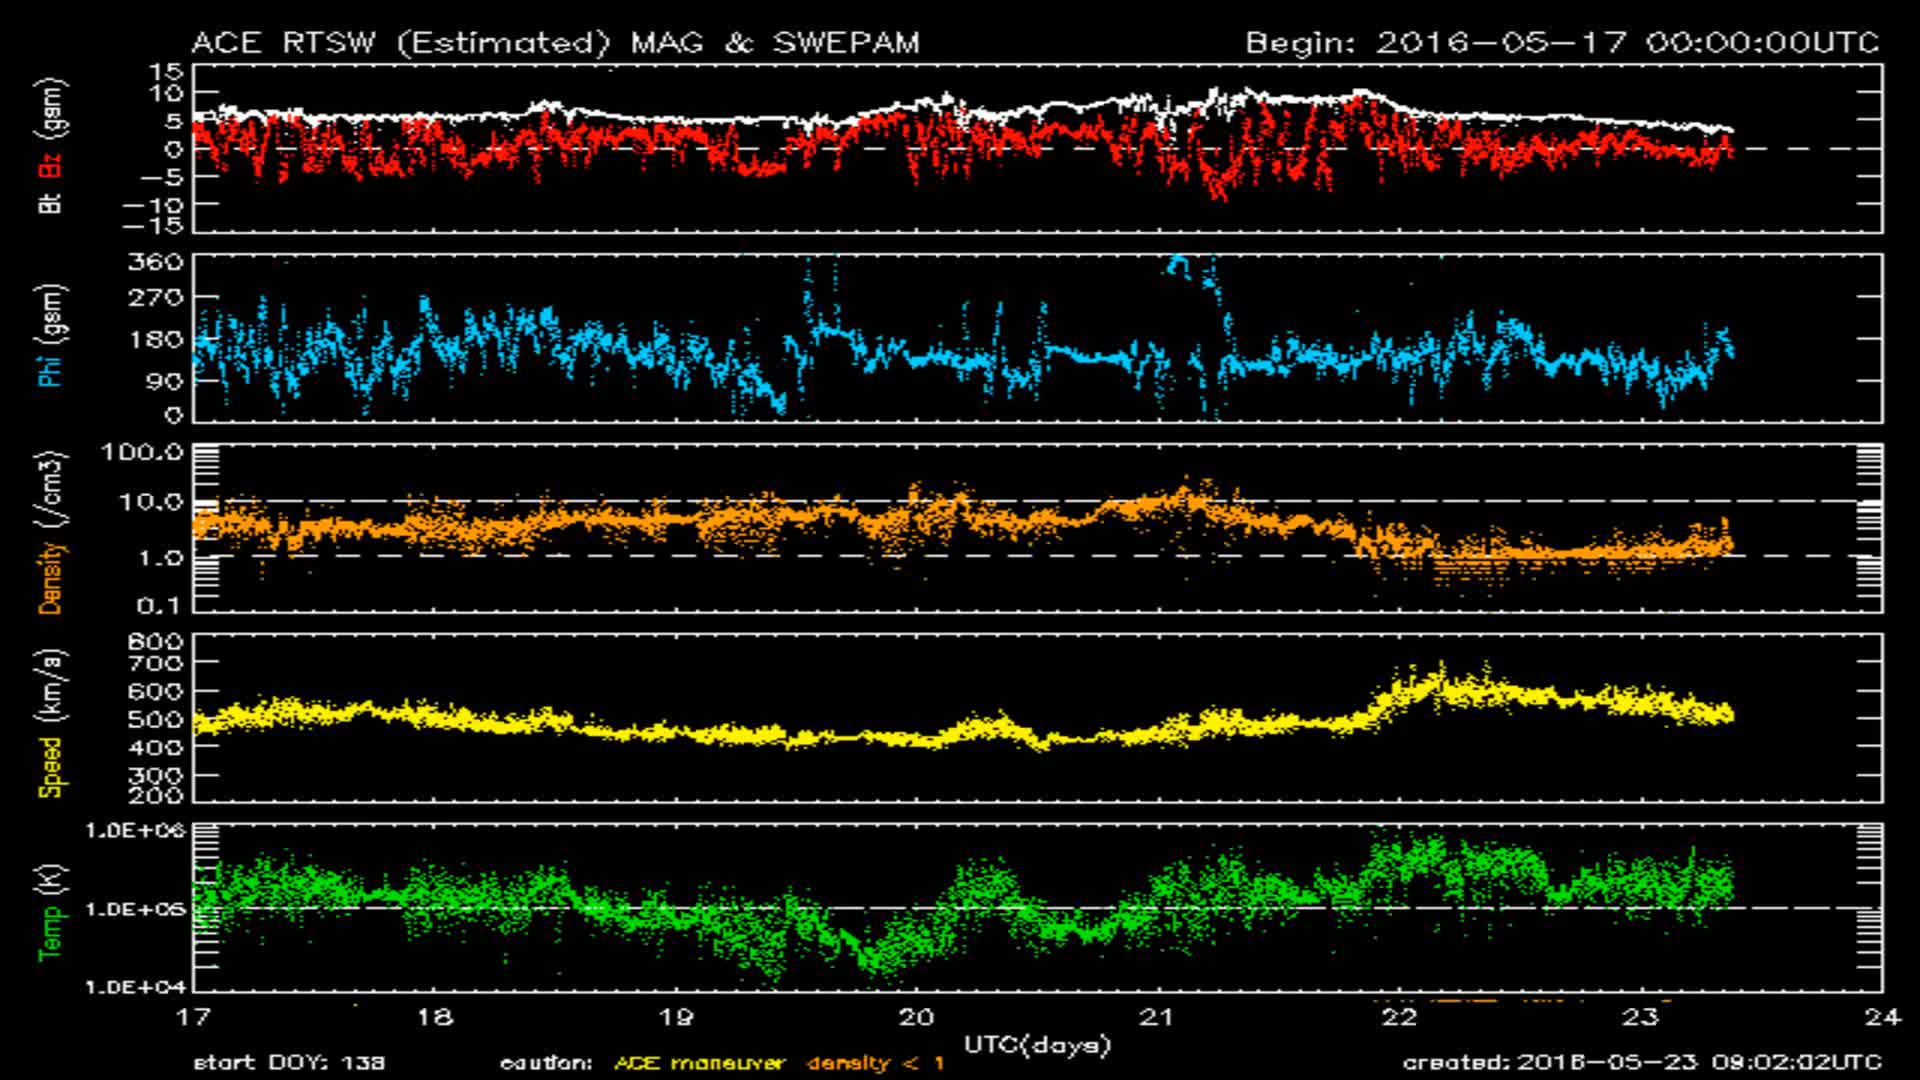 ACE RTSW (Estimated) MAG & SWEPAM
Begin: 2016-05-17 00:00:00UTC
Bt Bz (gsm)
15
10
5
0
-5
-10
-15
Phi (gsm)
360
270
180
90
0
Density (/cm3)
100.0
10.0
1.0
0.1
Speed (km/s)
800
700
600
500
400
300
200
Temp (K)
1.0E+06
1.0E+05
1.0E+04
17 18 19 20 21 22 23 24
UTC(days)
start DOY: 138
caution: ACE maneuver density < 1
created: 2016-05-23 09:02:02UTC